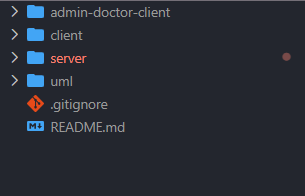 admin-doctor-client
client
server
uml
.gitignore
README.md